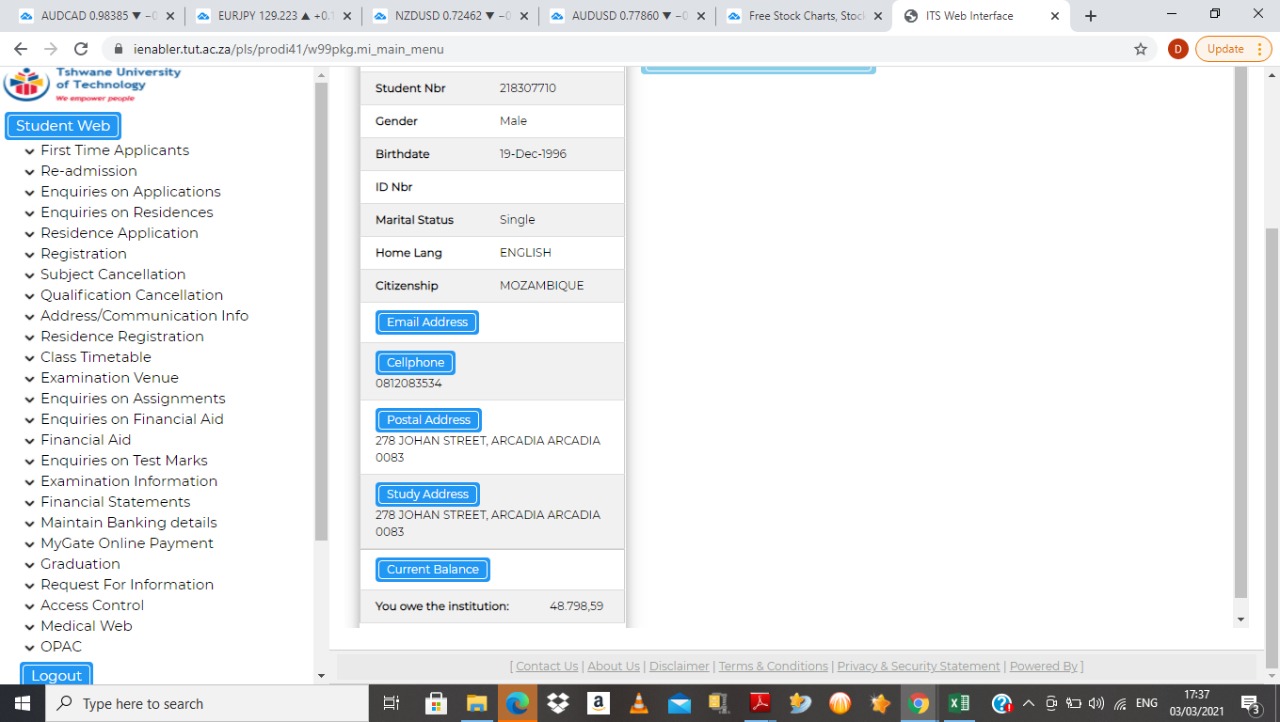 AUDCAD 0.98385 ▼ −0
EURJPY 129.223 ▲ +0.
NZDUSD 0.72462 ▼ −0
AUDUSD 0.77860 ▼ −0
Free Stock Charts, Stoc
ITS Web Interface
ienabler.tut.ac.za/pls/prodi41/w99pkg.mi_main_menu
D
Update
Tshwane University
of Technology
We empower people
Student Web
First Time Applicants
Re-admission
Enquiries on Applications
Enquiries on Residences
Residence Application
Registration
Subject Cancellation
Qualification Cancellation
Address/Communication Info
Residence Registration
Class Timetable
Examination Venue
Enquiries on Assignments
Enquiries on Financial Aid
Financial Aid
Enquiries on Test Marks
Examination Information
Financial Statements
Maintain Banking details
MyGate Online Payment
Graduation
Request For Information
Access Control
Medical Web
OPAC
Logout
Student Nbr 218307710
Gender Male
Birthdate 19-Dec-1996
ID Nbr
Marital Status Single
Home Lang ENGLISH
Citizenship MOZAMBIQUE
Email Address
Cellphone
0812083534
Postal Address
278 JOHAN STREET, ARCADIA ARCADIA
0083
Study Address
278 JOHAN STREET, ARCADIA ARCADIA
0083
Current Balance
You owe the institution: 48.798,59
[ Contact Us | About Us | Disclaimer | Terms & Conditions | Privacy & Security Statement | Powered By ]
Type here to search
ENG
17:37
03/03/2021
3